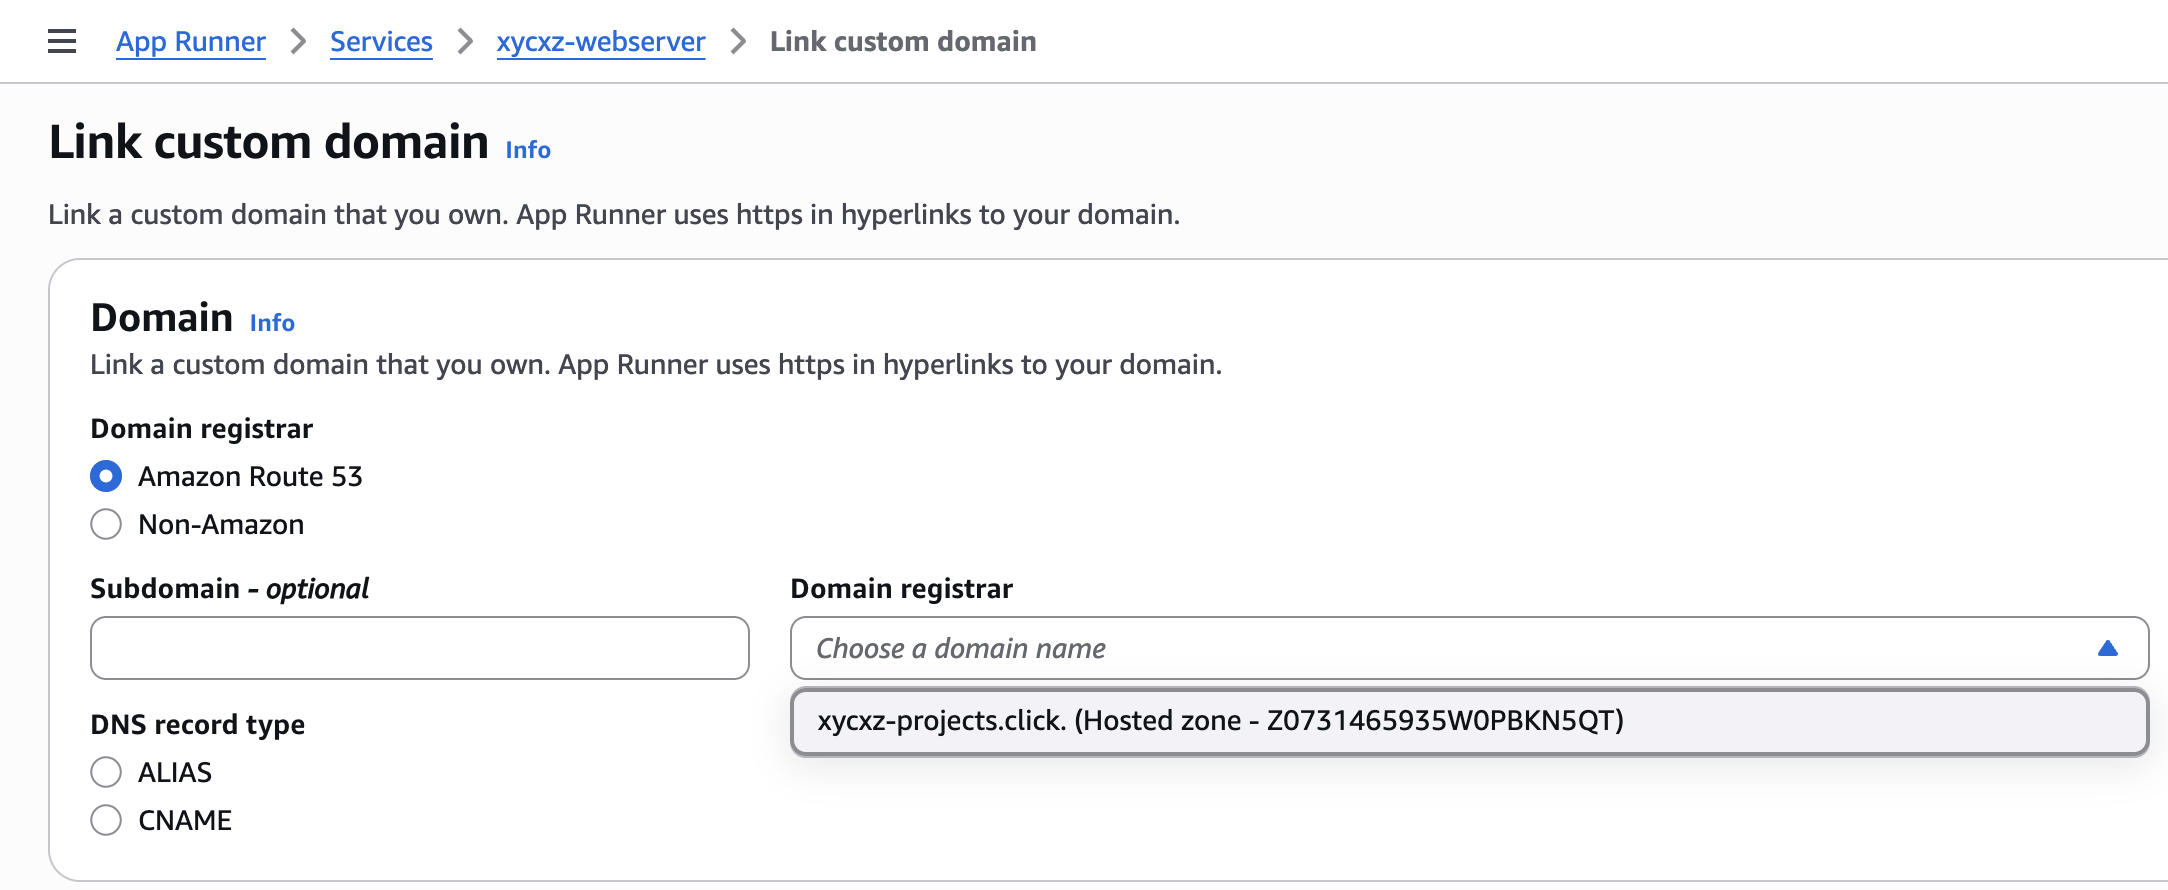 App Runner > Services > xycxz-webserver > Link custom domain
Link custom domain Info
Link a custom domain that you own. App Runner uses https in hyperlinks to your domain.
Domain Info
Link a custom domain that you own. App Runner uses https in hyperlinks to your domain.
Domain registrar
Amazon Route 53
Non-Amazon
Subdomain - optional
Domain registrar
Choose a domain name
xycxz-projects.click. (Hosted zone - Z0731465935W0PBKN5QT)
DNS record type
ALIAS
CNAME